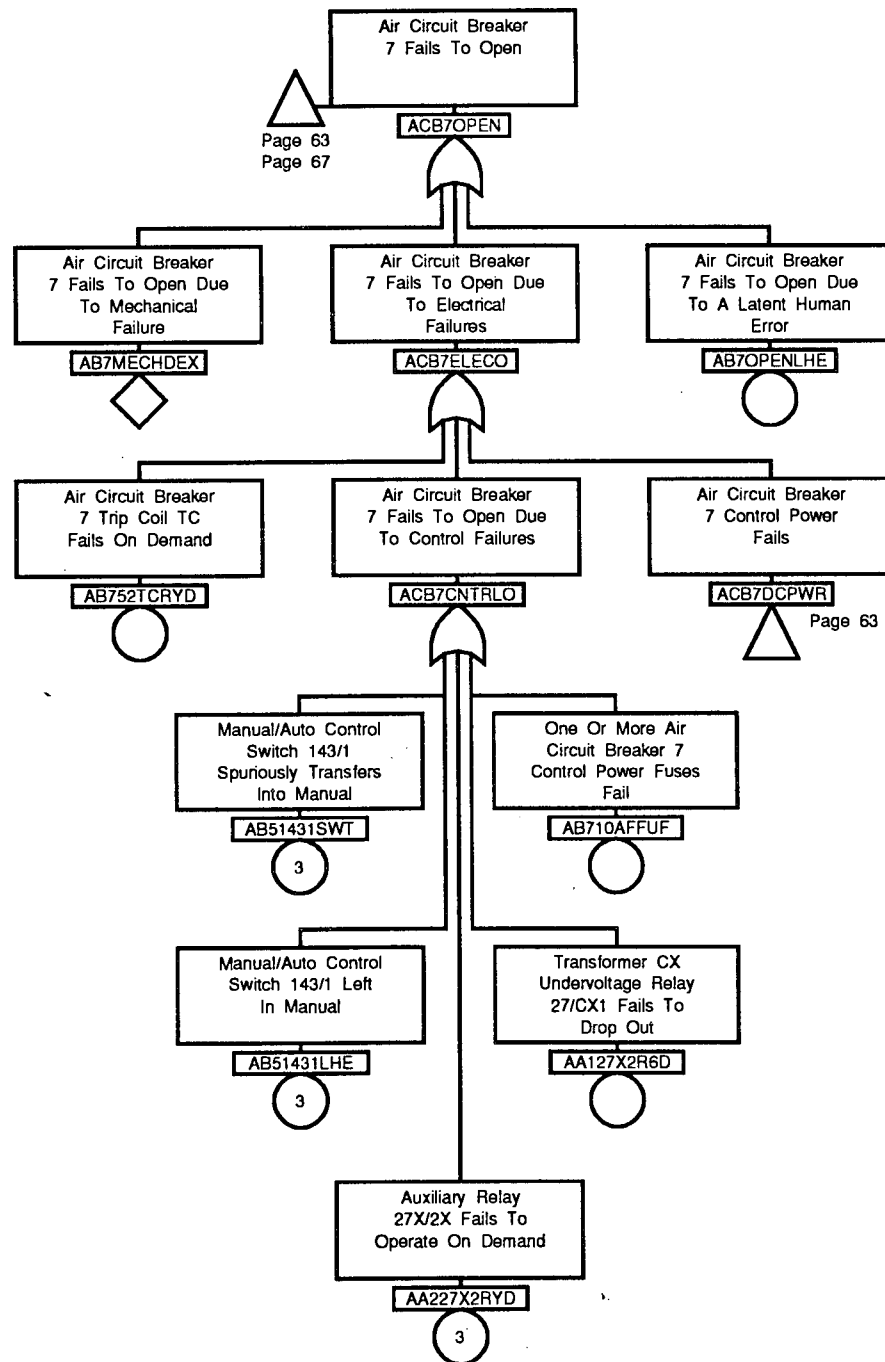 Air Circuit Breaker
7 Fails To Open
ACB7OPEN
Page 63
Page 67
Air Circuit Breaker
7 Fails To Open Due
To Mechanical
Failure
AB7MECHDEX
Air Circuit Breaker
7 Fails To Open Due
To Electrical
Failures
ACB7ELECO
Air Circuit Breaker
7 Fails To Open Due
To A Latent Human
Error
AB7OPENLHE
Air Circuit Breaker
7 Trip Coil TC
Fails On Demand
AB752TCRYD
Air Circuit Breaker
7 Fails To Open Due
To Control Failures
ACB7CNTRLO
Air Circuit Breaker
7 Control Power
Fails
ACB7DCPWR
Page 63
Manual/Auto Control
Switch 143/1
Spuriously Transfers
Into Manual
AB51431SWT
3
One Or More Air
Circuit Breaker 7
Control Power Fuses
Fail
AB710AFFUF
Manual/Auto Control
Switch 143/1 Left
In Manual
AB51431LHE
3
Transformer CX
Undervoltage Relay
27/CX1 Fails To
Drop Out
AA127X2R6D
Auxiliary Relay
27X/2X Fails To
Operate On Demand
AA227X2RYD
3